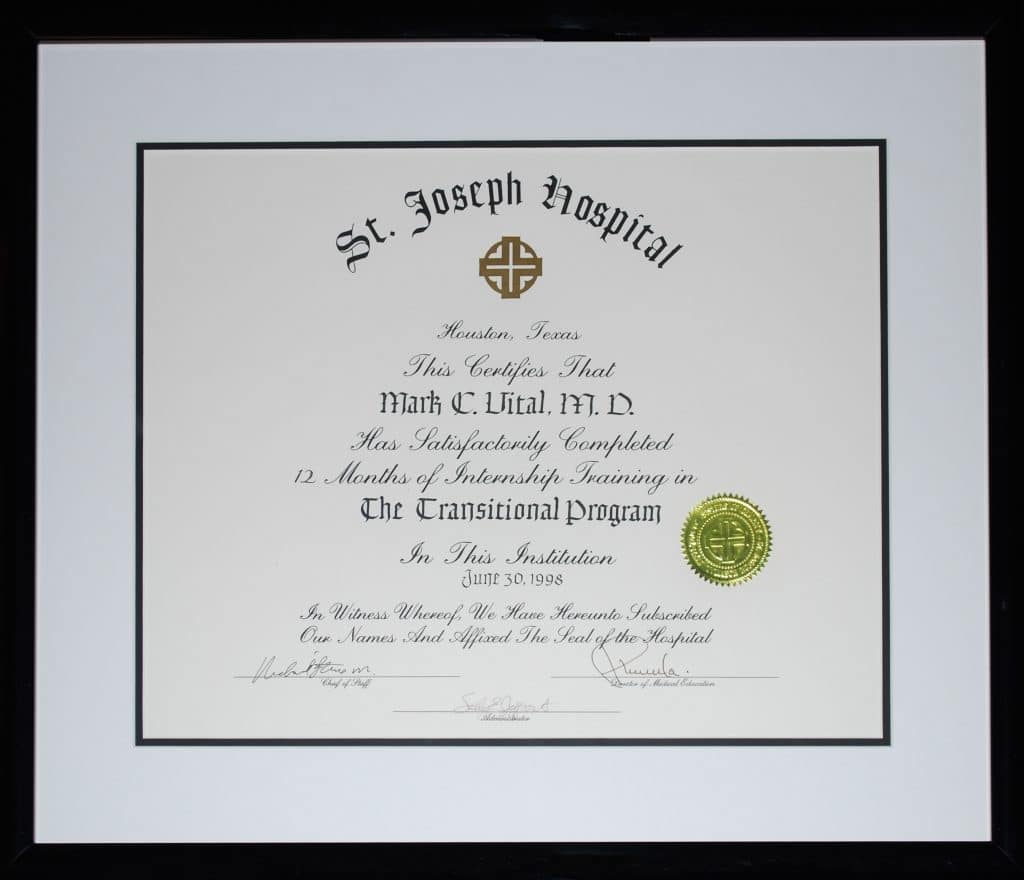 St. Joseph Hospital
Houston, Texas
This Certifies That
Mark C. Vital, M. D.
Has Satisfactorily Completed
12 Months of Internship Training in
The Transitional Program
In This Institution
June 30, 1998
In Witness Whereof, We Have Hereunto Subscribed
Our Names And Affixed The Seal of the Hospital
Chief of Staff
Director of Medical Education
Administrator